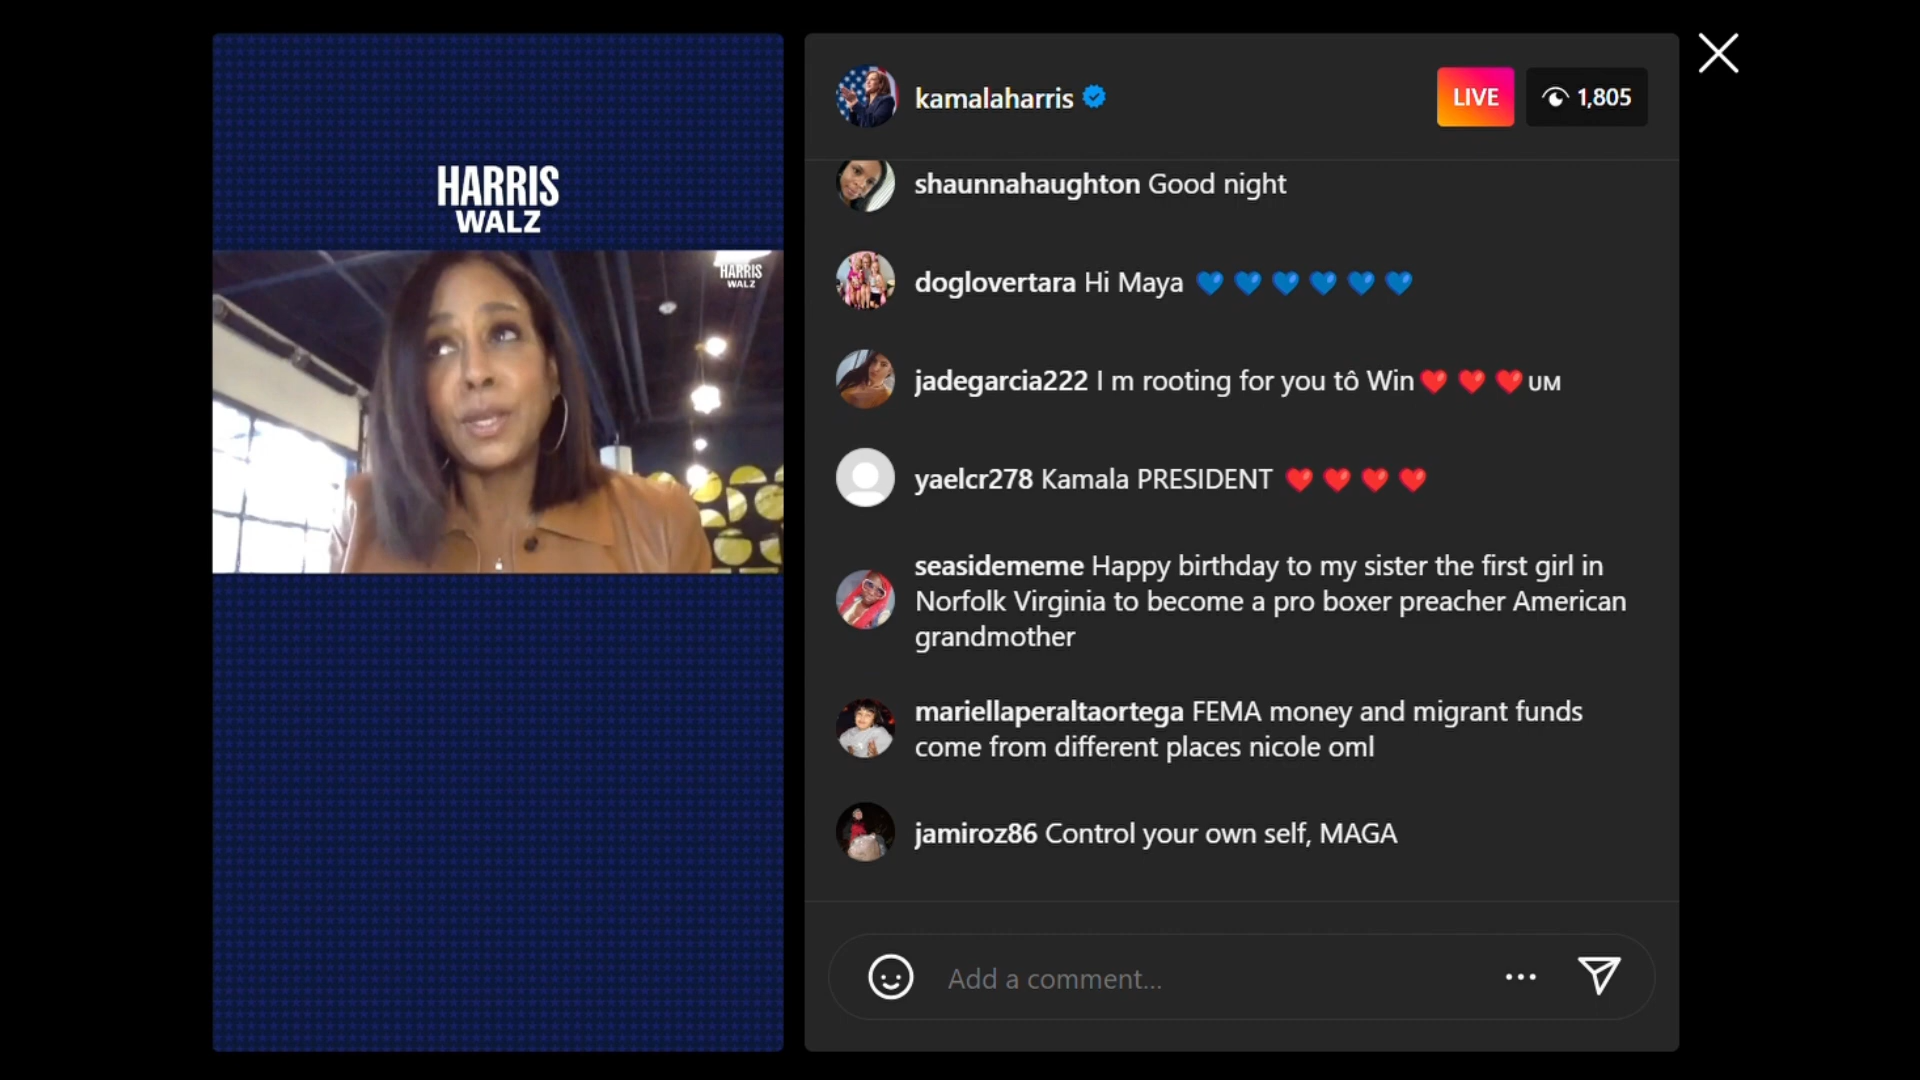 HARRIS
WALZ
HARRIS
WALZ
kamalaharris
LIVE
1,805
shaunnahaughton Good night
doglovertara Hi Maya 💙 💙 💙 💙 💙 💙
jadegarcia222 I m rooting for you tô Win❤️ ❤️ ❤️ UM
yaelcr278 Kamala PRESIDENT ❤️ ❤️ ❤️ ❤️
seasidememe Happy birthday to my sister the first girl in
Norfolk Virginia to become a pro boxer preacher American
grandmother
mariellaperaltaortega FEMA money and migrant funds
come from different places nicole oml
jamiroz86 Control your own self, MAGA
Add a comment...